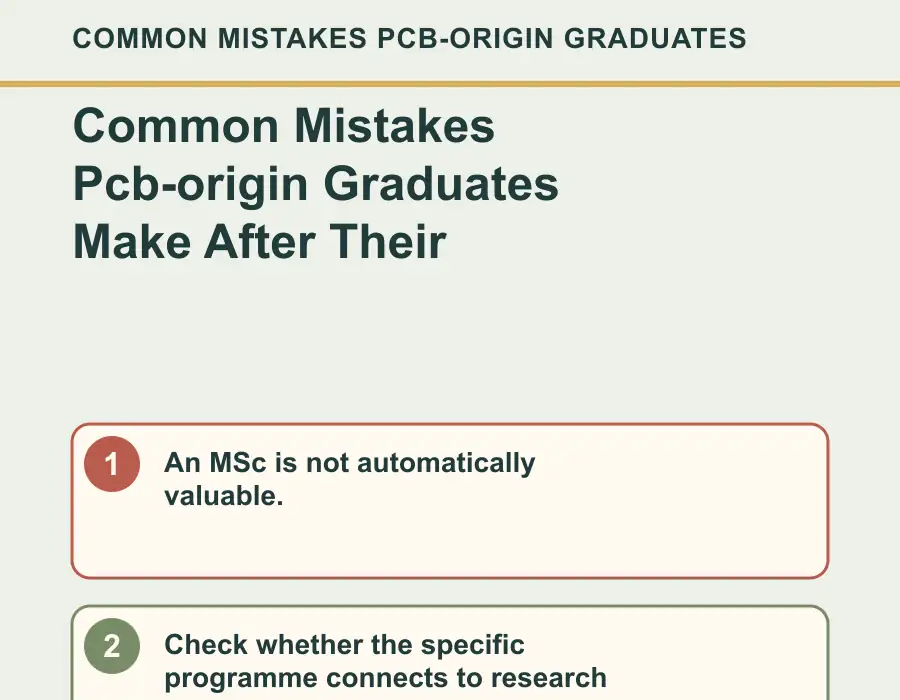 COMMON MISTAKES PCB-ORIGIN GRADUATES
Common Mistakes
Pcb-origin Graduates
Make After Their
1
An MSc is not automatically
valuable.
2
Check whether the specific
programme connects to research